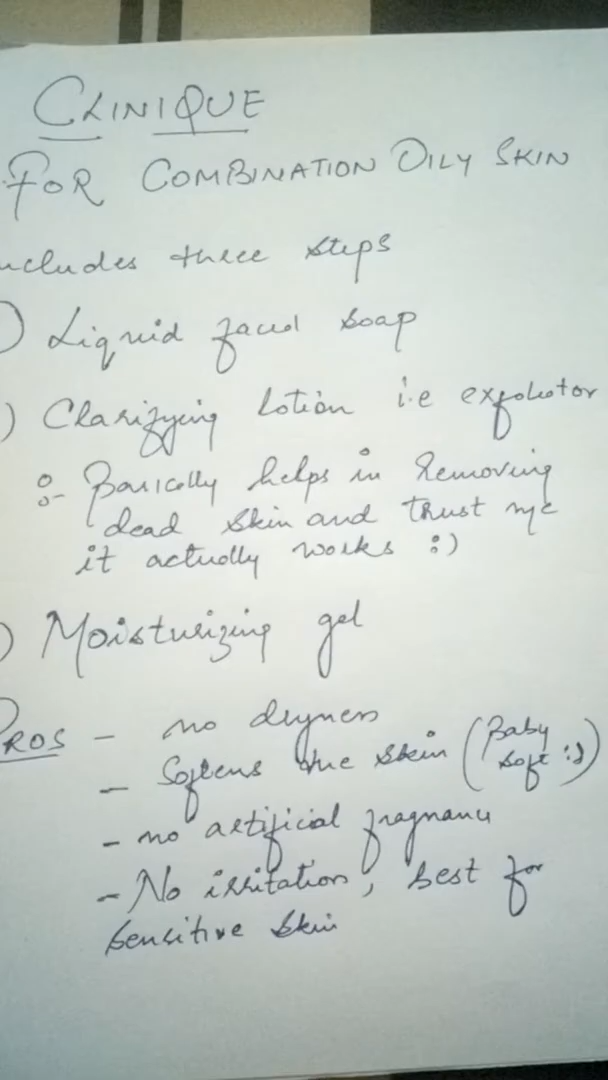 CLINIQUE
FOR COMBINATION OILY SKIN
ncludes three steps
) Liquid facial soap
) Clarifying lotion i.e exfoliator
:- Basically helps in removing
dead skin and trust me
it actually works :)
) Moisturizing gel
PROS - no dryness
- Softens the skin (Baby soft :))
- no artificial fragnance
- No irritation, best for
sensitive skin